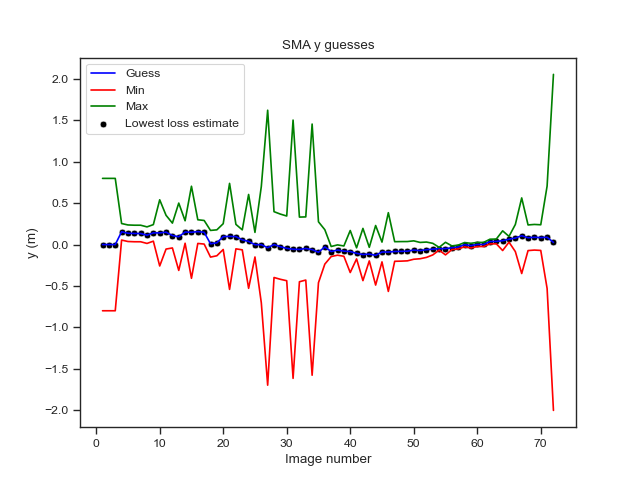 SMA y guesses
Guess
Min
Max
Lowest loss estimate
y (m)
2.0
1.5
1.0
0.5
0.0
−0.5
−1.0
−1.5
−2.0
0 10 20 30 40 50 60 70
Image number